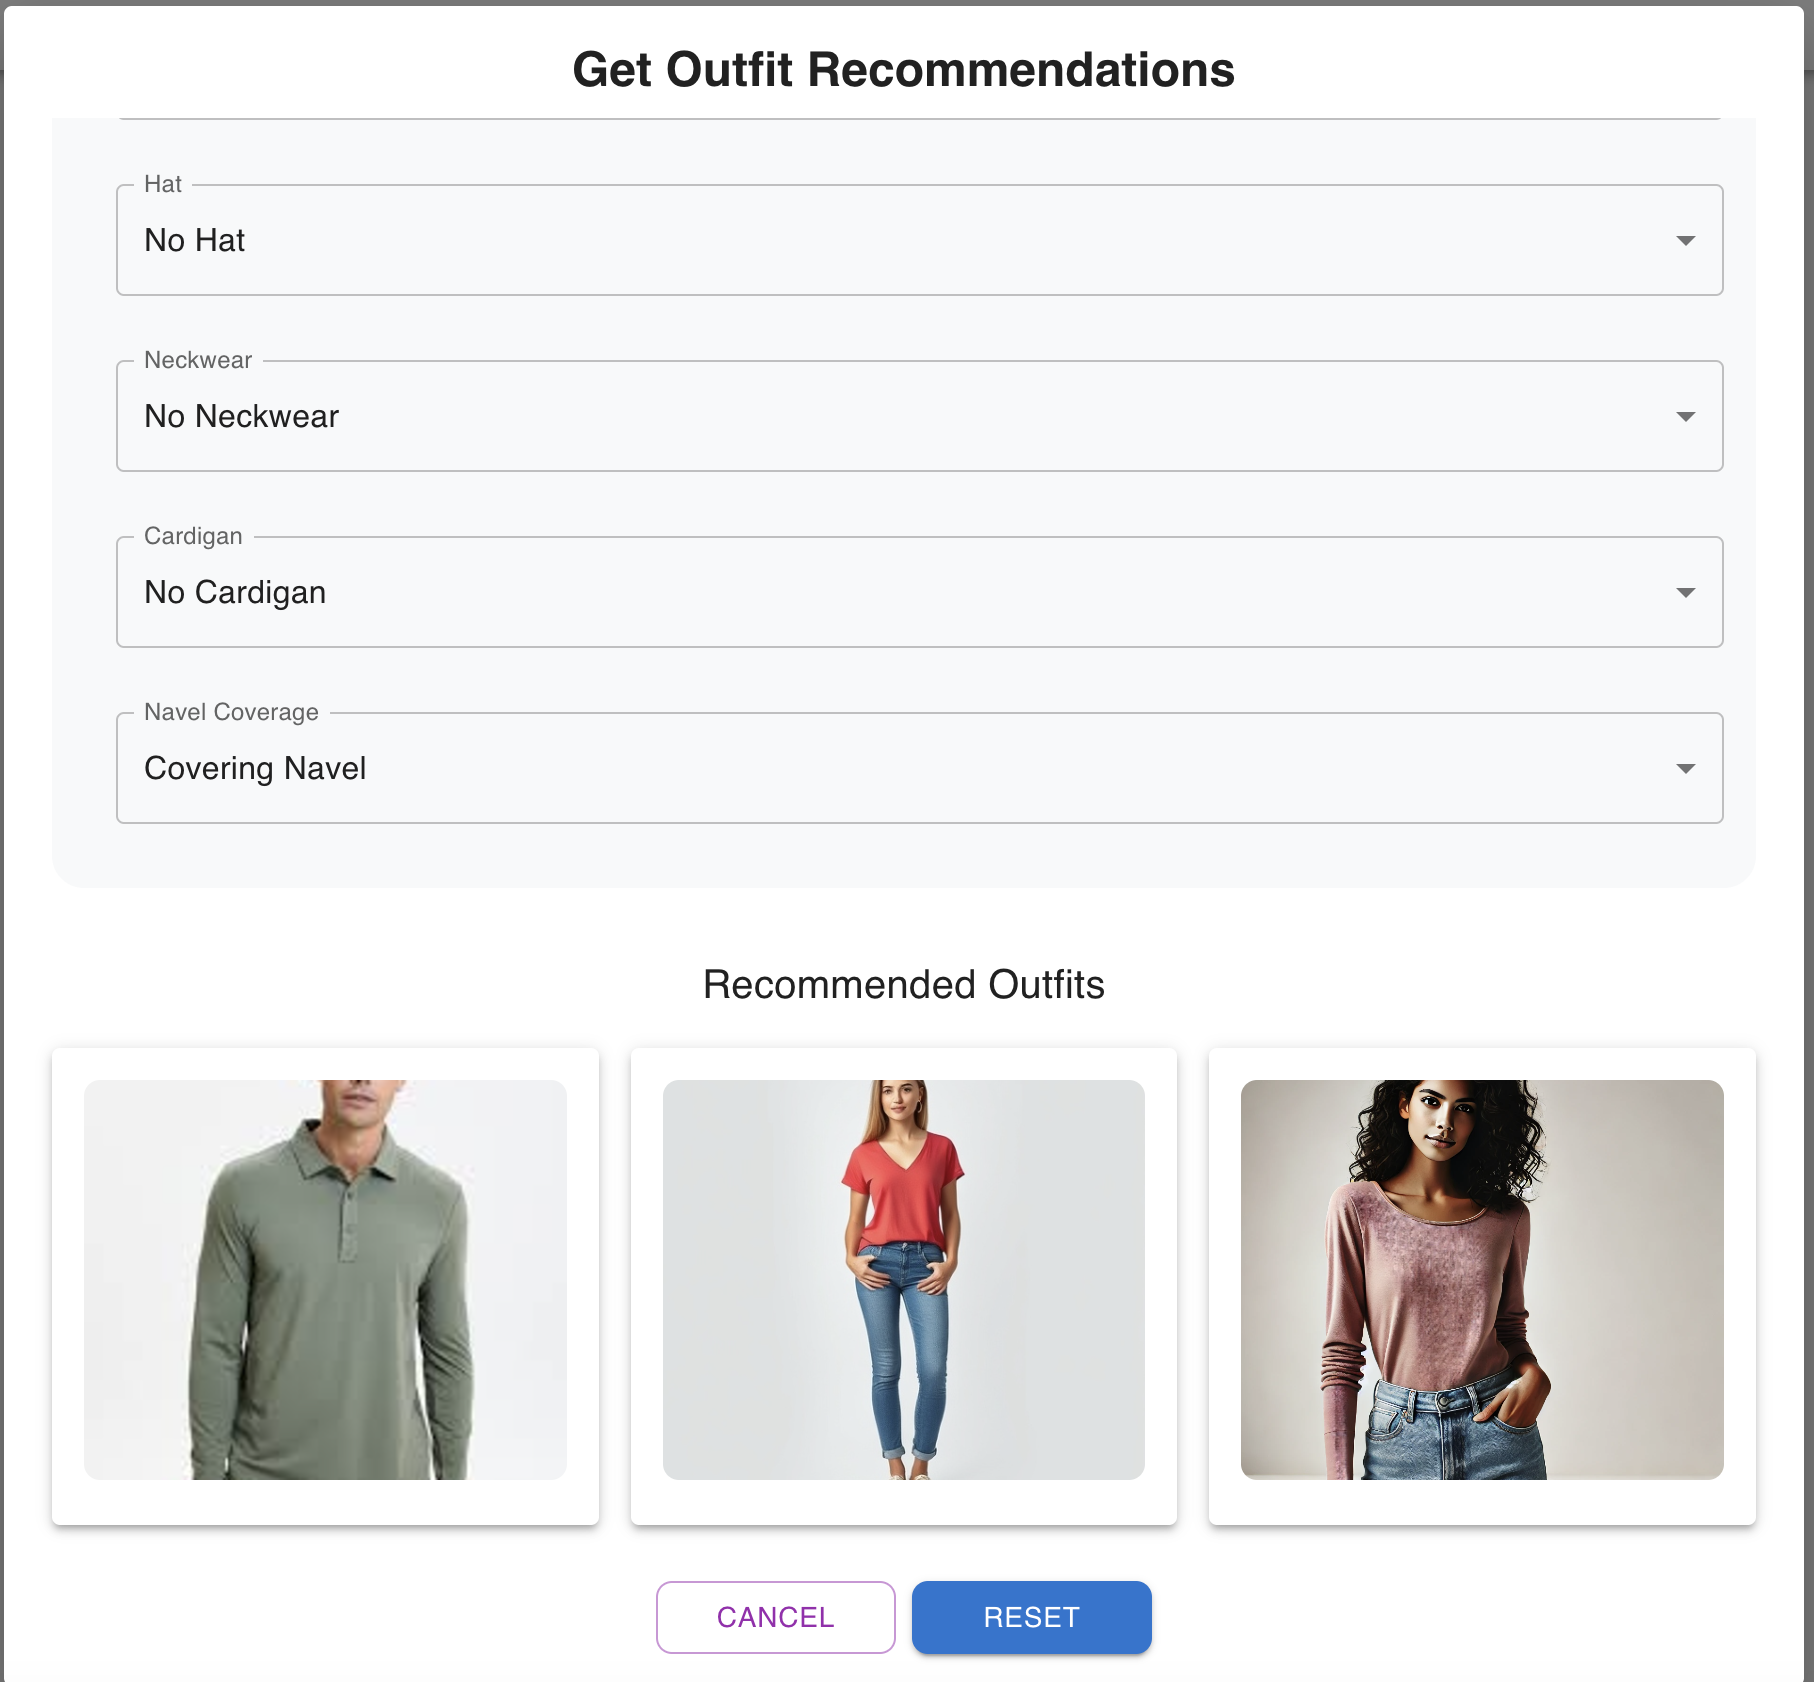 Get Outfit Recommendations
Hat
No Hat
Neckwear
No Neckwear
Cardigan
No Cardigan
Navel Coverage
Covering Navel
Recommended Outfits
CANCEL
RESET